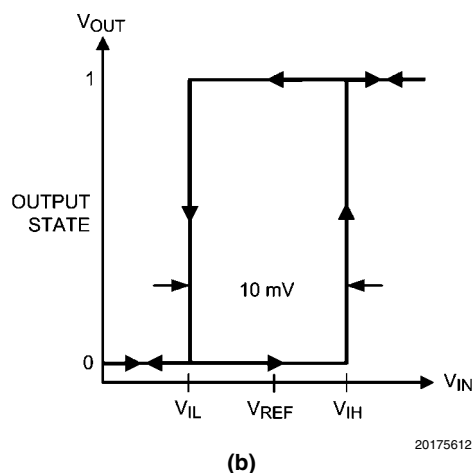 VOUT
1
OUTPUT
STATE
10 mV
0
VIN
VIL
VREF
VIH
20175612
(b)